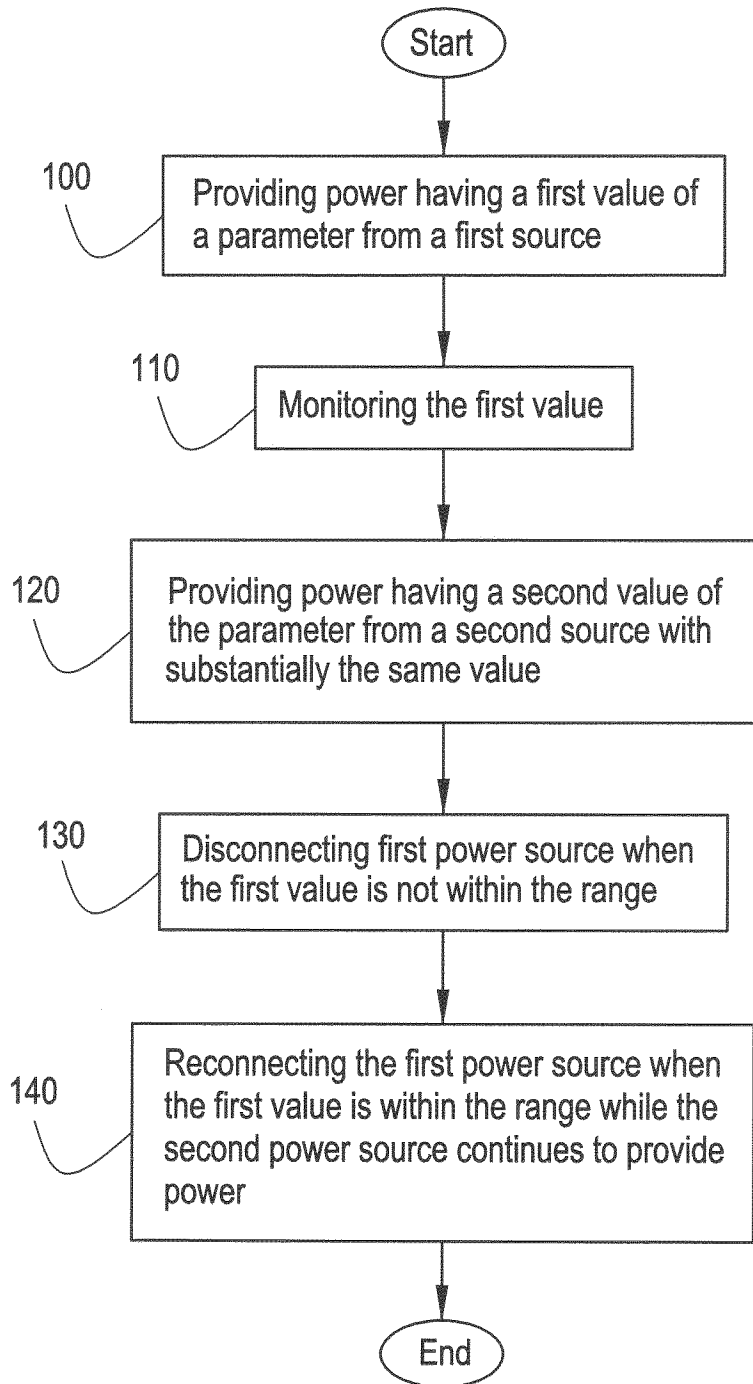 Start
100
Providing power having a first value of
a parameter from a first source
110
Monitoring the first value
120
Providing power having a second value of
the parameter from a second source with
substantially the same value
130
Disconnecting first power source when
the first value is not within the range
140
Reconnecting the first power source when
the first value is within the range while the
second power source continues to provide
power
End